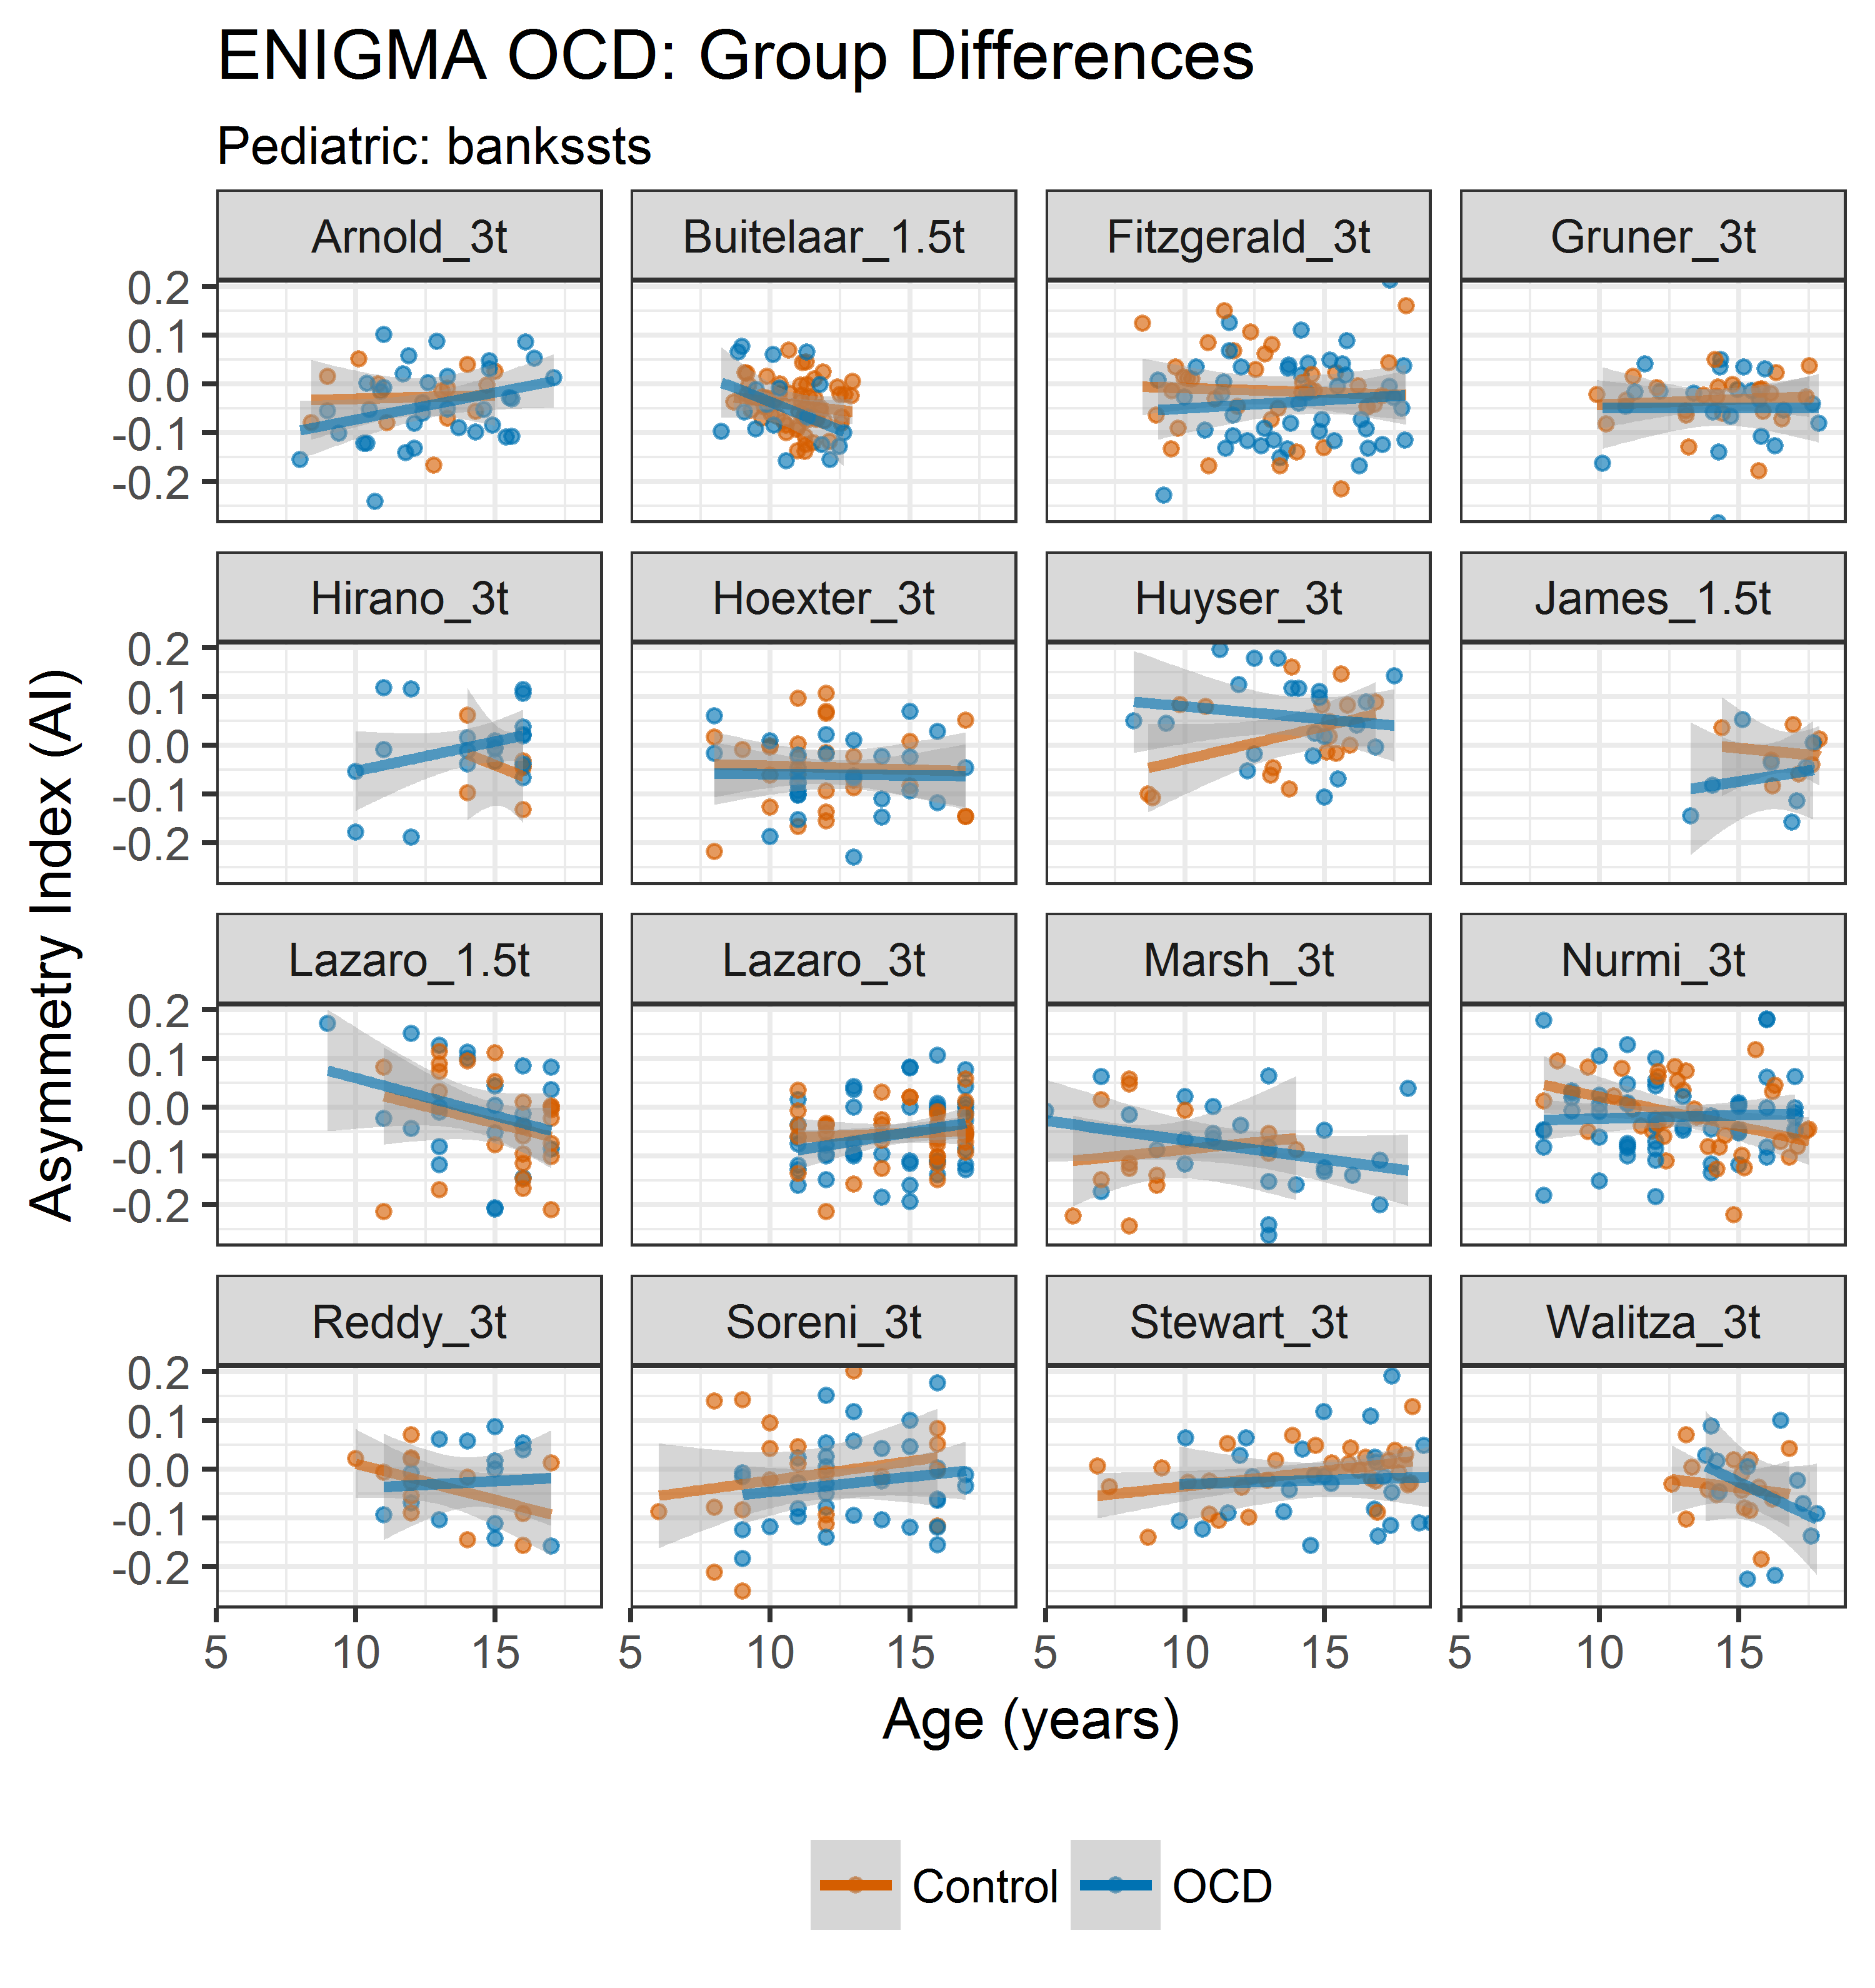 ENIGMA OCD: Group Differences
Pediatric: bankssts
Arnold_3t Buitelaar_1.5t Fitzgerald_3t Gruner_3t
0.2
0.1
0.0
-0.1
-0.2
Hirano_3t Hoexter_3t Huyser_3t James_1.5t
0.2
0.1
0.0
-0.1
-0.2
Lazaro_1.5t Lazaro_3t Marsh_3t Nurmi_3t
0.2
0.1
0.0
-0.1
-0.2
Reddy_3t Soreni_3t Stewart_3t Walitza_3t
0.2
0.1
0.0
-0.1
-0.2
Asymmetry Index (AI)
5 10 15 5 10 15 5 10 15 5 10 15
Age (years)
Control OCD